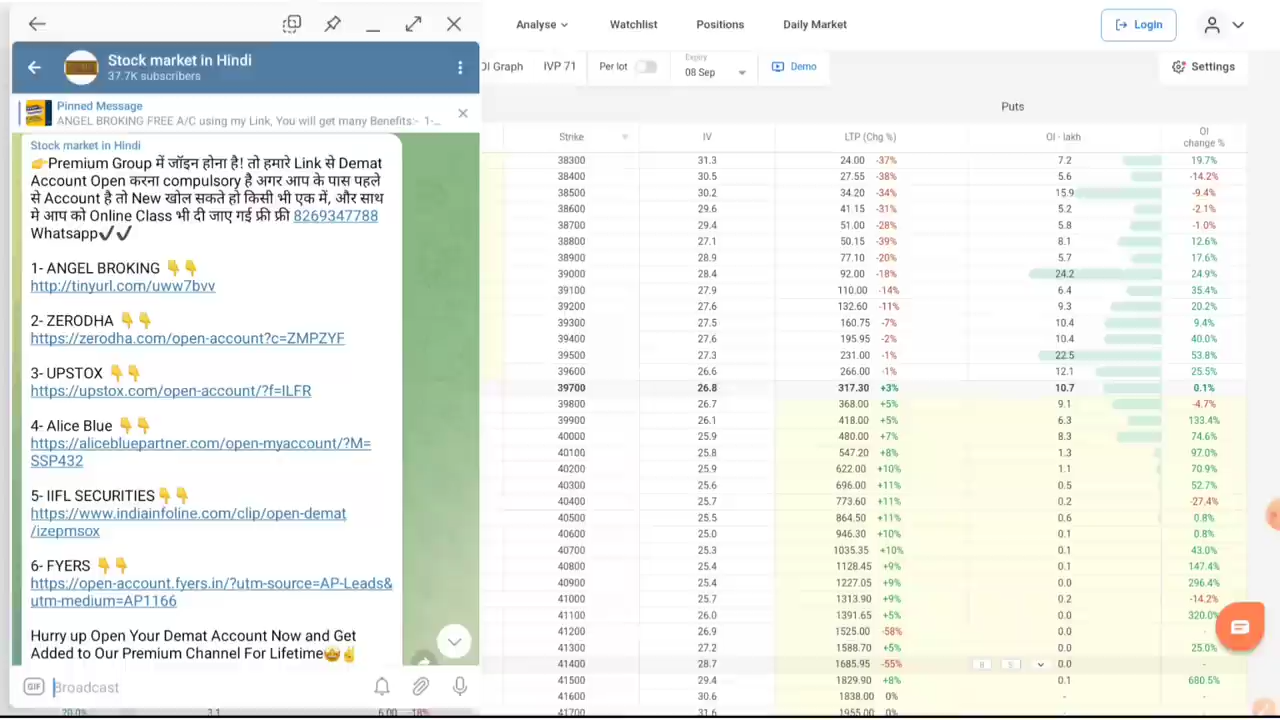 Stock market in Hindi
37.7K subscribers
Pinned Message
ANGEL BROKING FREE A/C using my Link, You will get many Benefits:- 1-...
Stock market in Hindi
👉Premium Group में जॉइन होना है! तो हमारे Link से Demat
Account Open करना compulsory है अगर आप के पास पहले
से Account है तो New खोल सकते हो किसी भी एक में, और साथ
मे आप को Online Class भी दी जाए गई फ्री फ्री 8269347788
Whatsapp✔✔
1- ANGEL BROKING 👇👇
http://tinyurl.com/uww7bvv
2- ZERODHA 👇👇
https://zerodha.com/open-account?c=ZMPZYF
3- UPSTOX 👇👇
https://upstox.com/open-account/?f=ILFR
4- Alice Blue 👇👇
https://alicebluepartner.com/open-myaccount/?M=
SSP432
5- IIFL SECURITIES👇👇
https://www.indiainfoline.com/clip/open-demat
/izepmsox
6- FYERS 👇👇
https://open-account.fyers.in/?utm-source=AP-Leads&
utm-medium=AP1166
Hurry up Open Your Demat Account Now and Get
Added to Our Premium Channel For Lifetime🤩✌
GIF Broadcast
Analyse Watchlist Positions Daily Market Login
OI Graph IVP 71 Per lot Expiry 08 Sep Demo Settings
Puts
Strike IV LTP (Chg %) OI - lakh OI change %
38300 31.3 24.00 -37% 7.2 19.7%
38400 30.5 27.55 -38% 5.6 -14.2%
38500 30.2 34.20 -34% 15.9 -9.4%
38600 29.6 41.15 -31% 5.2 -2.1%
38700 29.4 51.00 -28% 5.8 -1.0%
38800 27.1 50.15 -39% 8.1 12.6%
38900 28.9 77.10 -20% 5.7 17.6%
39000 28.4 92.00 -18% 24.2 24.9%
39100 27.9 110.00 -14% 6.4 35.4%
39200 27.6 132.60 -11% 9.3 20.2%
39300 27.5 160.75 -7% 10.4 9.4%
39400 27.6 195.95 -2% 10.4 40.0%
39500 27.3 231.00 -1% 22.5 53.8%
39600 26.6 266.00 -1% 12.1 25.5%
39700 26.8 317.30 +3% 10.7 0.1%
39800 26.7 368.00 +5% 9.1 -4.7%
39900 26.1 418.00 +5% 6.3 133.4%
40000 25.9 480.00 +7% 8.3 74.6%
40100 25.8 547.20 +8% 1.3 97.0%
40200 25.9 622.00 +10% 1.1 70.9%
40300 25.6 696.00 +11% 0.5 52.7%
40400 25.7 773.60 +11% 0.2 -27.4%
40500 25.5 864.50 +11% 0.6 0.8%
40600 25.0 946.30 +10% 0.1 0.8%
40700 25.3 1035.35 +10% 0.1 43.0%
40800 25.4 1128.45 +9% 0.1 147.4%
40900 25.4 1227.05 +9% 0.0 296.4%
41000 25.7 1313.90 +9% 0.2 -14.2%
41100 26.0 1391.65 +5% 0.0 320.0%
41200 26.9 1525.00 -58% 0.0 -
41300 27.2 1588.70 +5% 0.0 25.0%
41400 28.7 1685.95 -55% B S 0.0 -
41500 29.4 1829.90 +8% 0.1 680.5%
41600 30.6 1838.00 0% - -
41700 31.6 1955.00 0% - -
20.0% 3.1 6.00 -18%